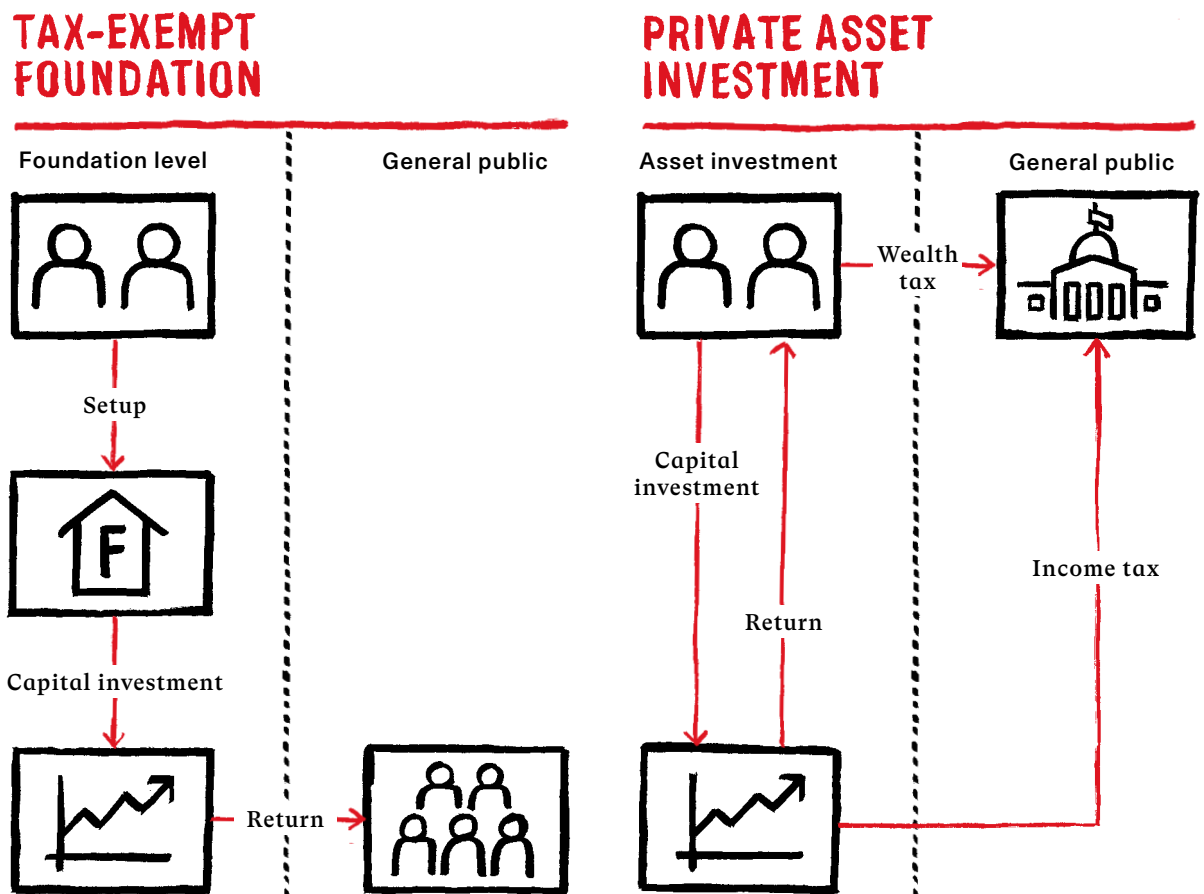 TAX-EXEMPT
FOUNDATION
Foundation level
General public
Setup
F
Capital investment
Return
PRIVATE ASSET
INVESTMENT
Asset investment
General public
Wealth
tax
Capital
investment
Income tax
Return